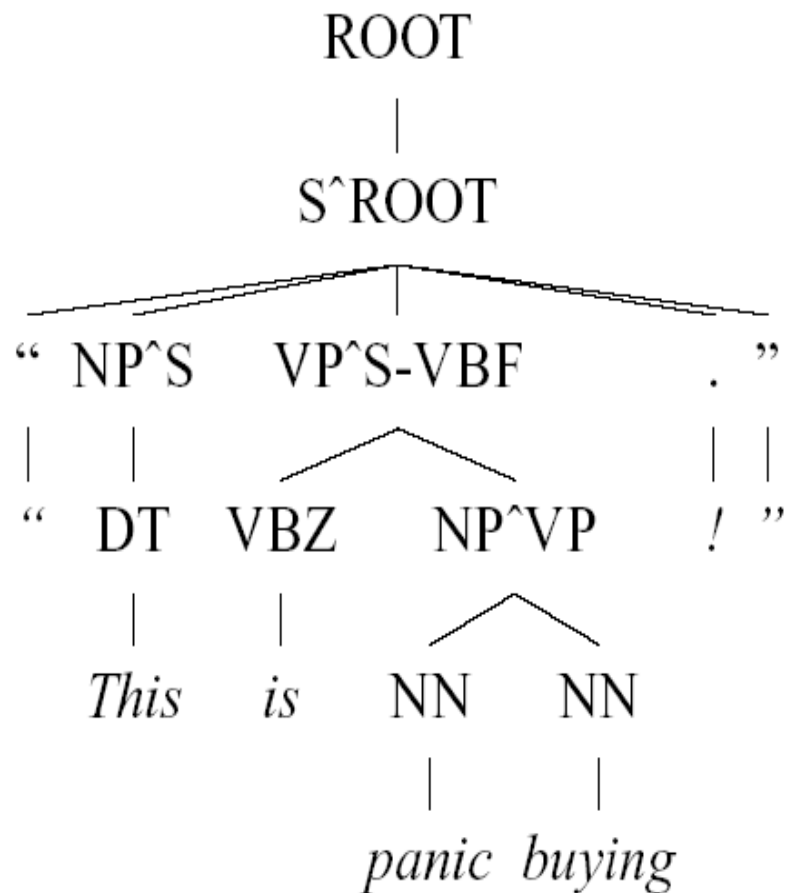 ROOT
S^ROOT
“ NP^S VP^S-VBF . ”
“ DT VBZ NP^VP ! ”
This is NN NN
panic buying